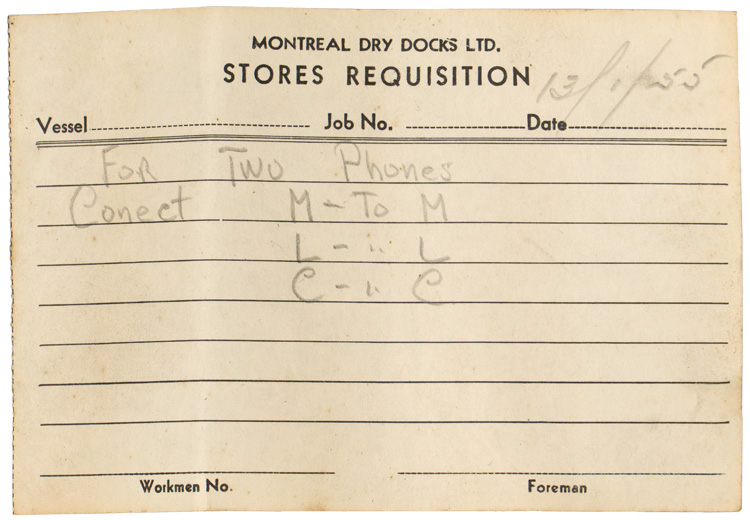 MONTREAL DRY DOCKS LTD.
STORES REQUISITION
13/1/55
Vessel Job No. Date
FOR TWO Phones
Conect M - To M
L - " L
C - " C
Workmen No. Foreman